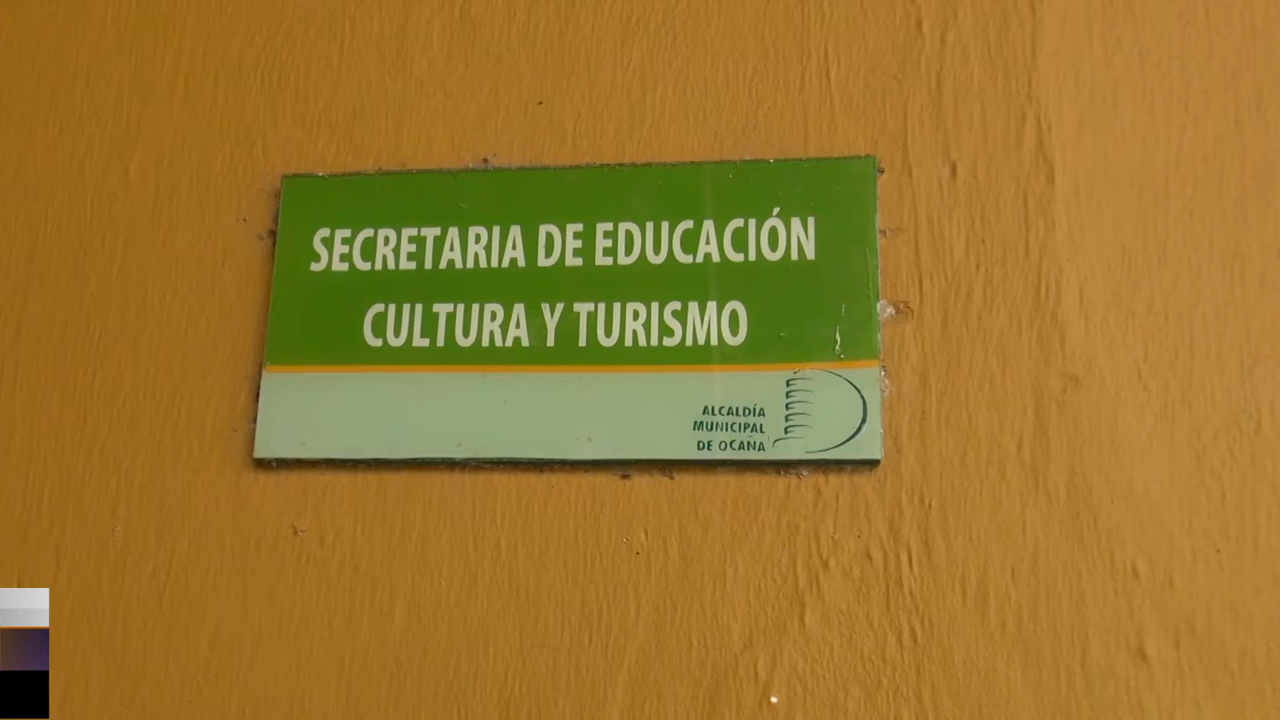 SECRETARIA DE EDUCACIÓN
CULTURA Y TURISMO
ALCALDÍA
MUNICIPAL
DE OCAÑA